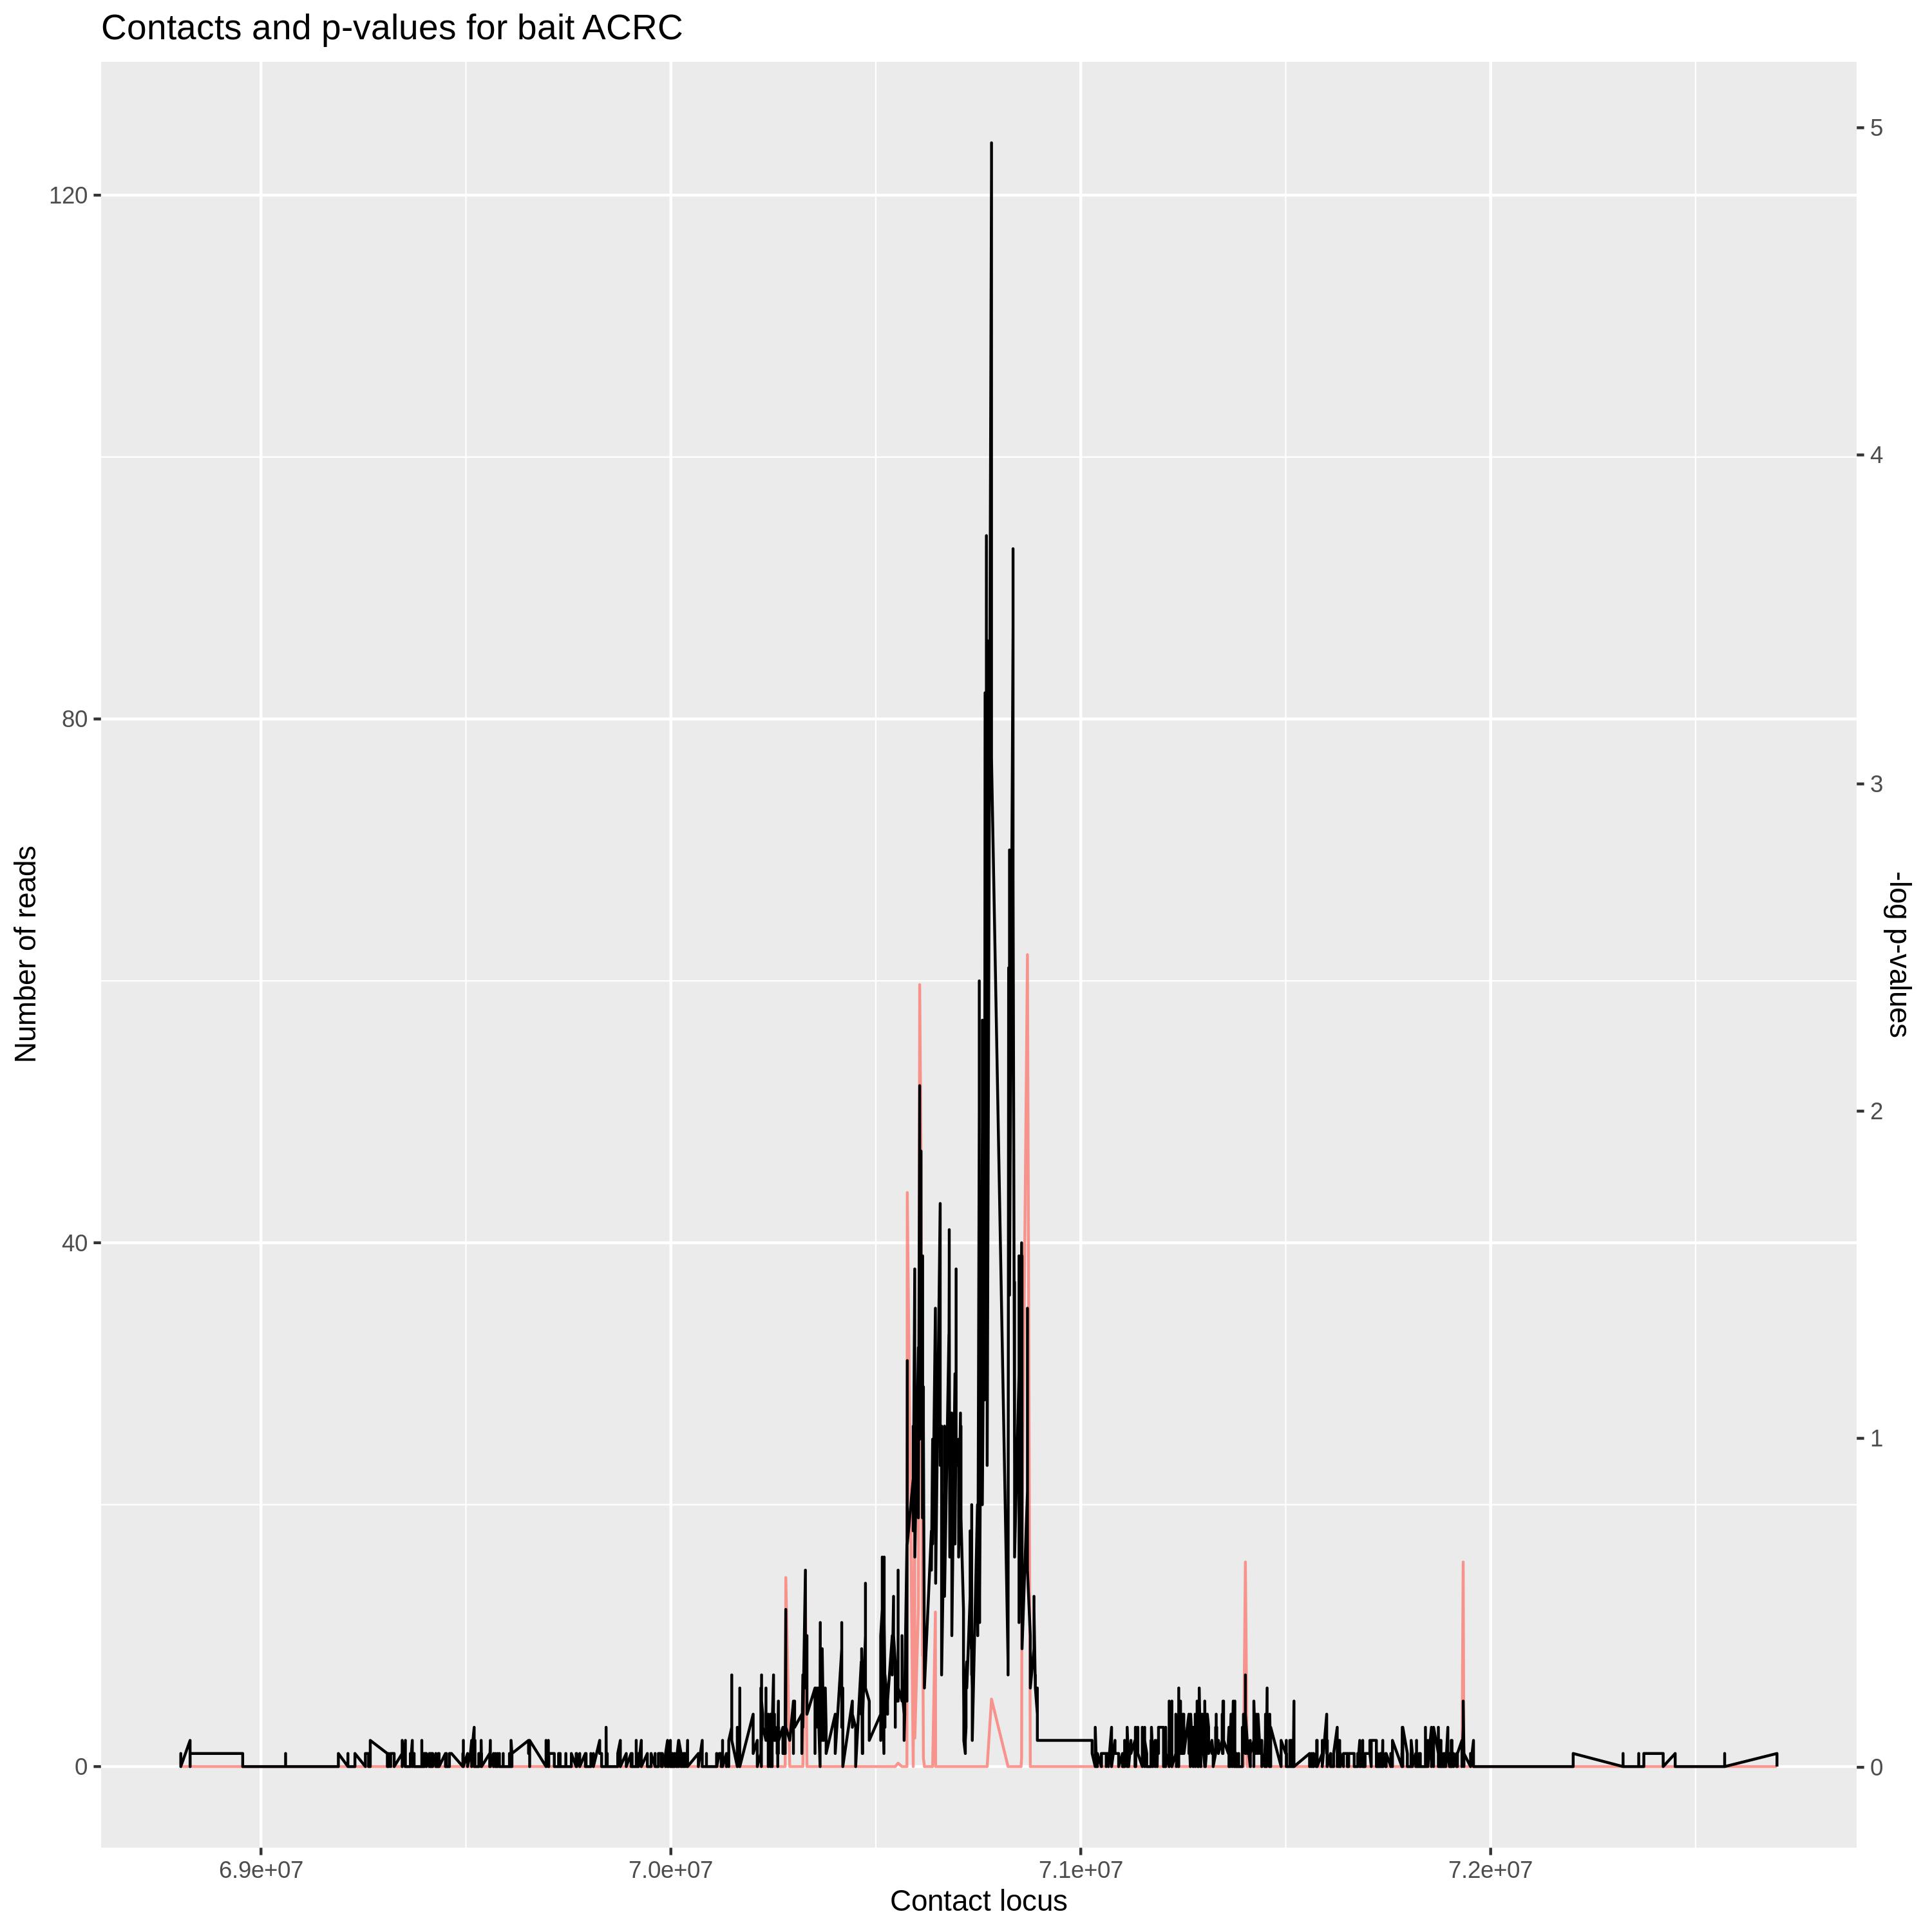 Contacts and p-values for bait ACRC
120
80
40
0
Number of reads
5
4
3
2
1
0
-log p-values
6.9e+07
7.0e+07
7.1e+07
7.2e+07
Contact locus